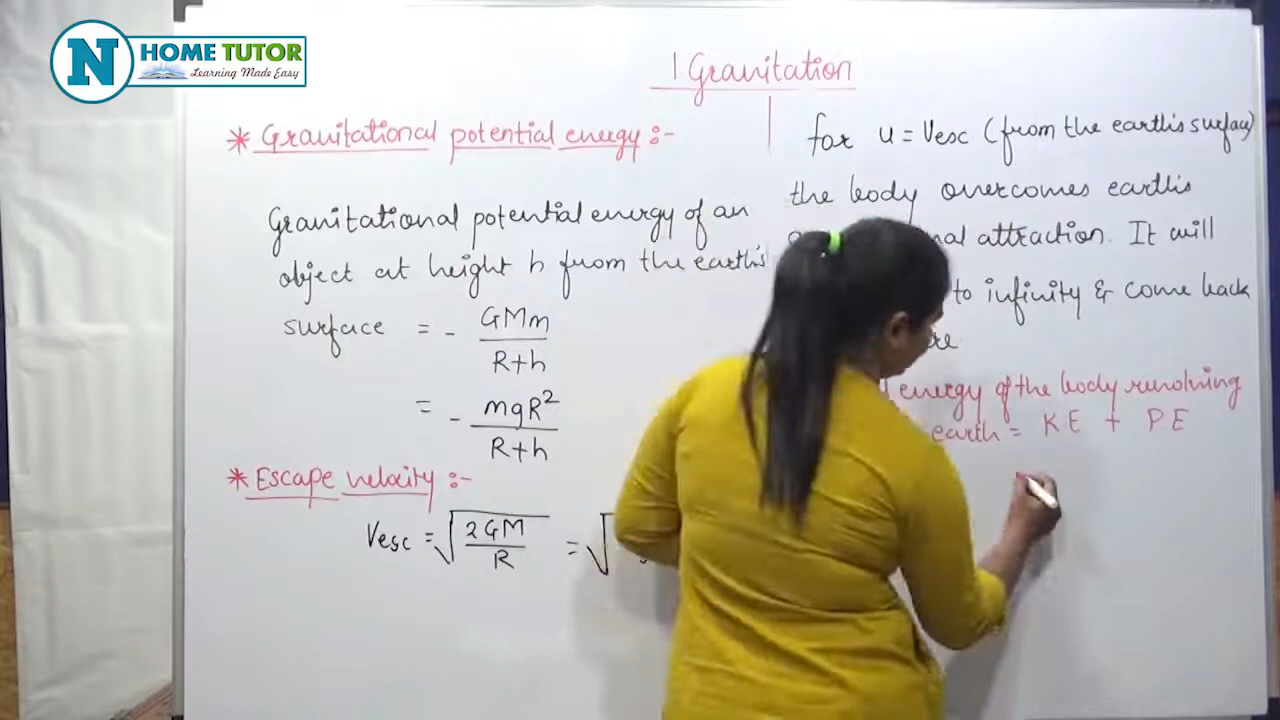 N HOME TUTOR
Learning Made Easy
1 Gravitation
* Gravitational potential energy :-
Gravitational potential energy of an
object at height h from the earth's
surface = - GMm / R+h
= - mgR² / R+h
* Escape velocity :-
Vesc = √2GM / R = √
for u = Vesc (from the earth's surface)
the body overcomes earth's
nal attraction. It will
to infinity & come back
energy of the body revolving
earth = KE + PE